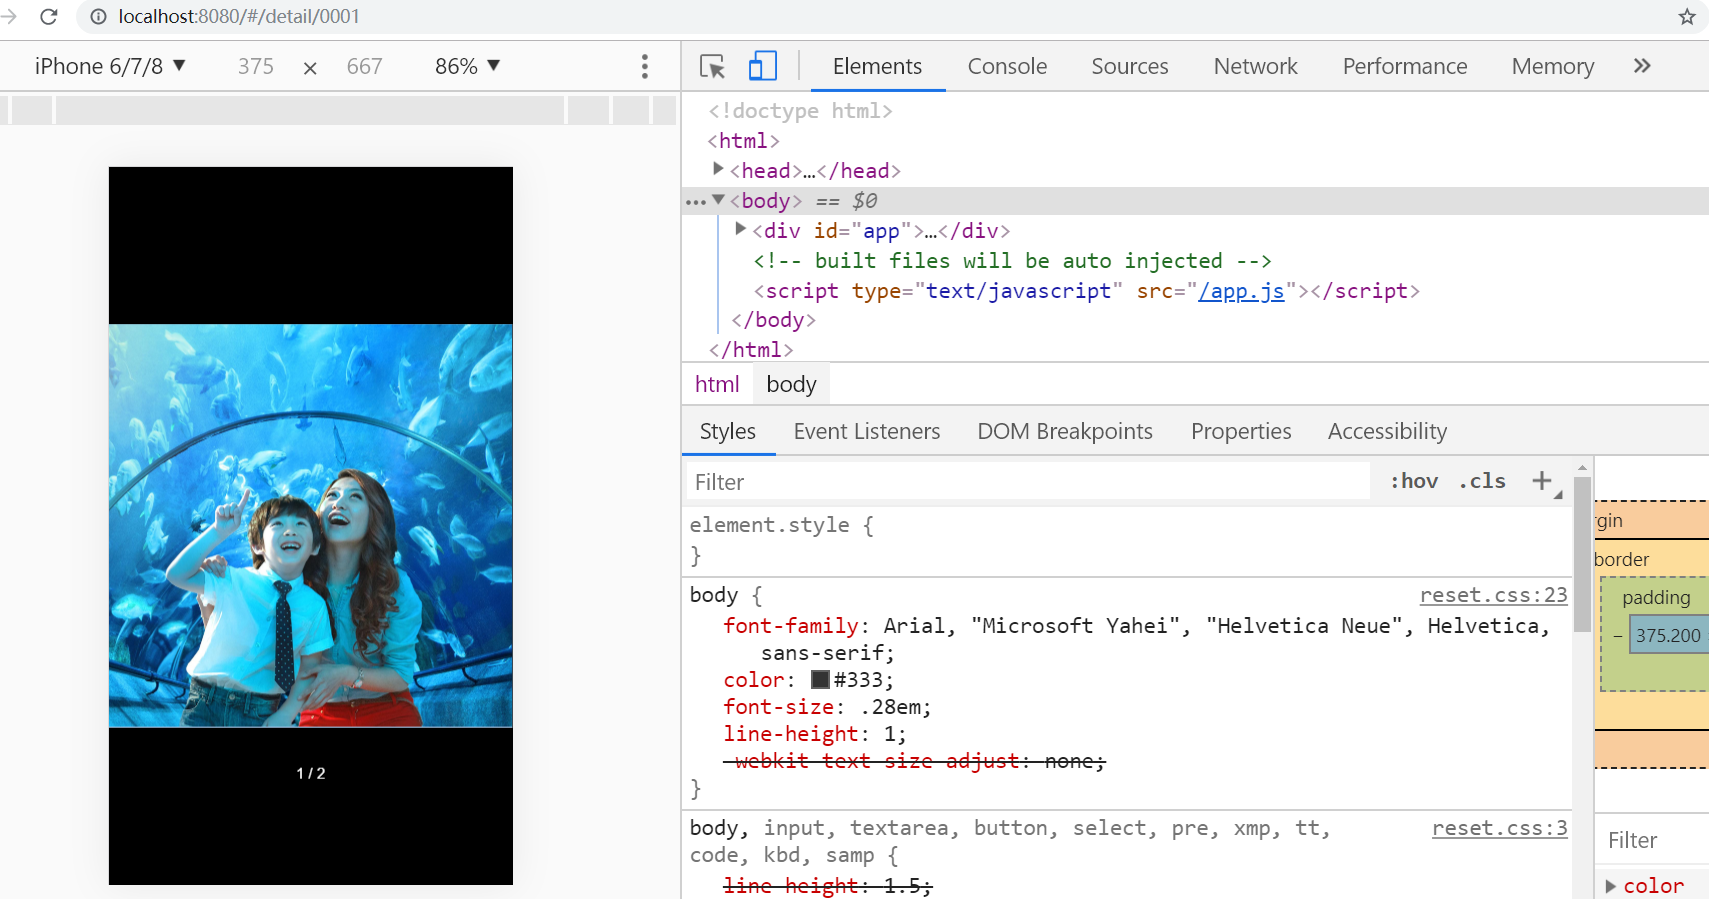 localhost:8080/#/detail/0001
iPhone 6/7/8 ▼ 375 × 667 86% ▼
Elements Console Sources Network Performance Memory »
<!doctype html>
<html>
<head>…</head>
<body> == $0
<div id="app">…</div>
<!-- built files will be auto injected -->
<script type="text/javascript" src="/app.js"></script>
</body>
</html>
html body
Styles Event Listeners DOM Breakpoints Properties Accessibility
Filter :hov .cls +
element.style {
}
body { reset.css:23
font-family: Arial, "Microsoft Yahei", "Helvetica Neue", Helvetica,
sans-serif;
color: #333;
font-size: .28em;
line-height: 1;
-webkit-text-size-adjust: none;
}
body, input, textarea, button, select, pre, xmp, tt, reset.css:3
code, kbd, samp {
line-height: 1.5;
rgin
border
padding
– 375.200
Filter
color
1 / 2